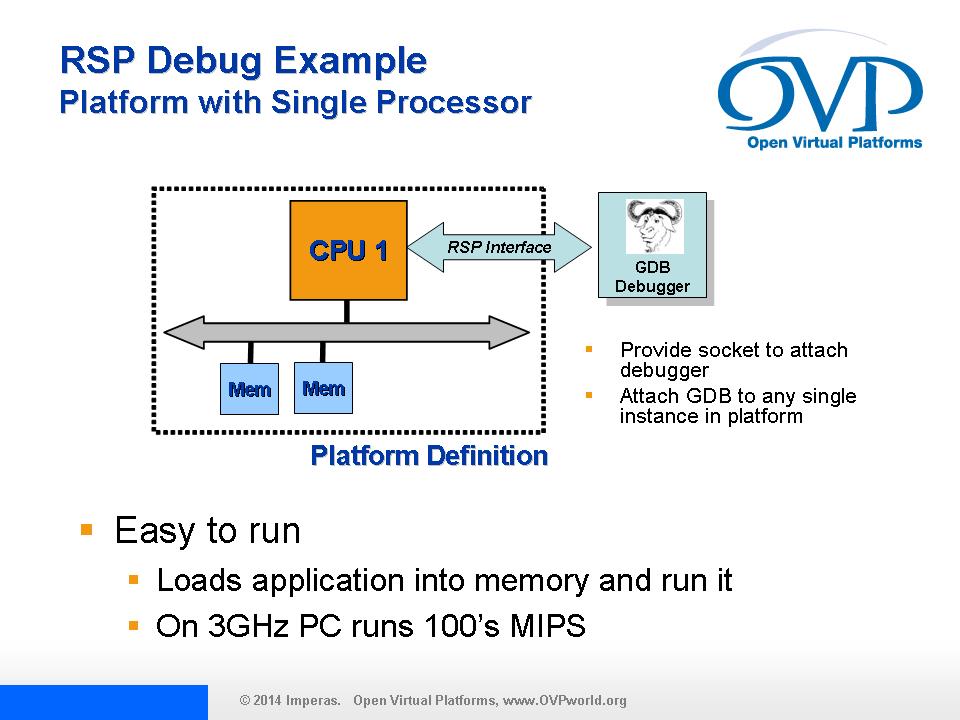 RSP Debug Example
Platform with Single Processor
OVP
Open Virtual Platforms
CPU 1
RSP Interface
GDB
Debugger
Mem
Mem
Provide socket to attach
debugger
Attach GDB to any single
instance in platform
Platform Definition
Easy to run
Loads application into memory and run it
On 3GHz PC runs 100's MIPS
© 2014 Imperas. Open Virtual Platforms, www.OVPworld.org